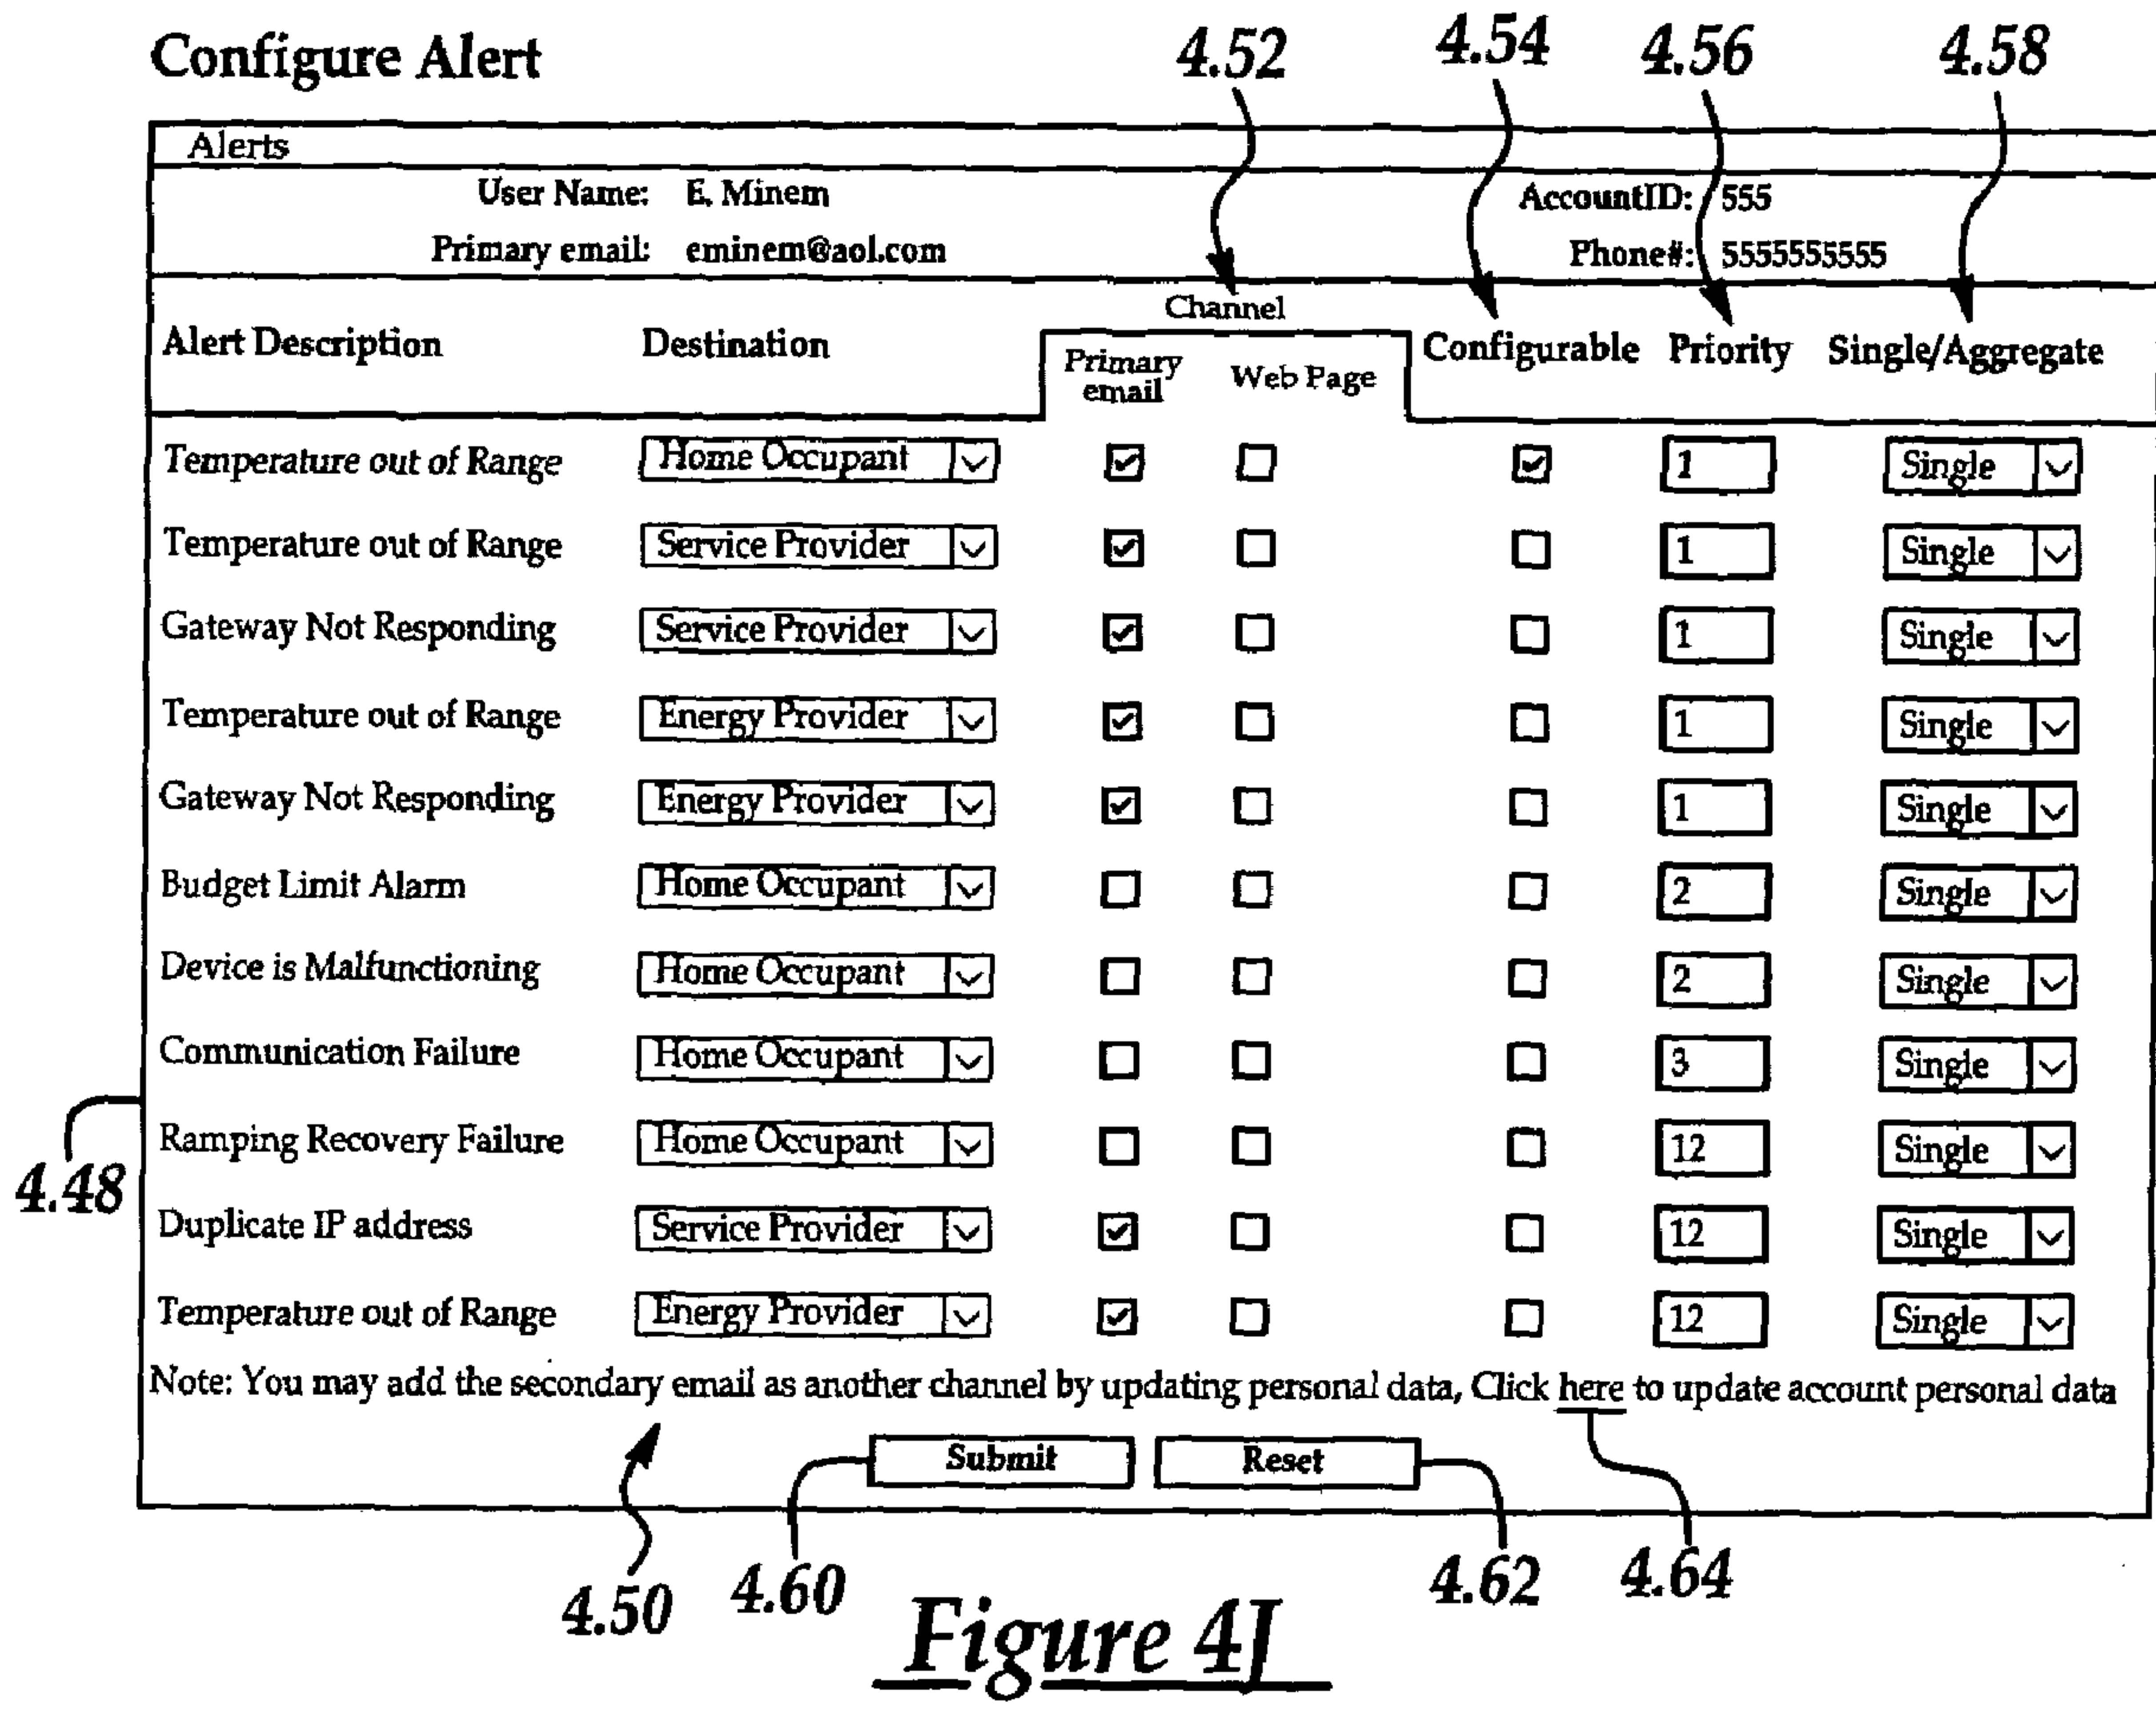 Configure Alert 4.52 4.54 4.56 4.58
Alerts
User Name: E. Minem AccountID: 555
Primary email: eminem@aol.com Phone#: 5555555555
Channel
Alert Description Destination Primary email Web Page Configurable Priority Single/Aggregate
Temperature out of Range Home Occupant 1 Single
Temperature out of Range Service Provider 1 Single
Gateway Not Responding Service Provider 1 Single
Temperature out of Range Energy Provider 1 Single
Gateway Not Responding Energy Provider 1 Single
Budget Limit Alarm Home Occupant 2 Single
Device is Malfunctioning Home Occupant 2 Single
Communication Failure Home Occupant 3 Single
Ramping Recovery Failure Home Occupant 12 Single
4.48
Duplicate IP address Service Provider 12 Single
Temperature out of Range Energy Provider 12 Single
Note: You may add the secondary email as another channel by updating personal data, Click here to update account personal data
Submit Reset
4.50 4.60 4.62 4.64
Figure 4J